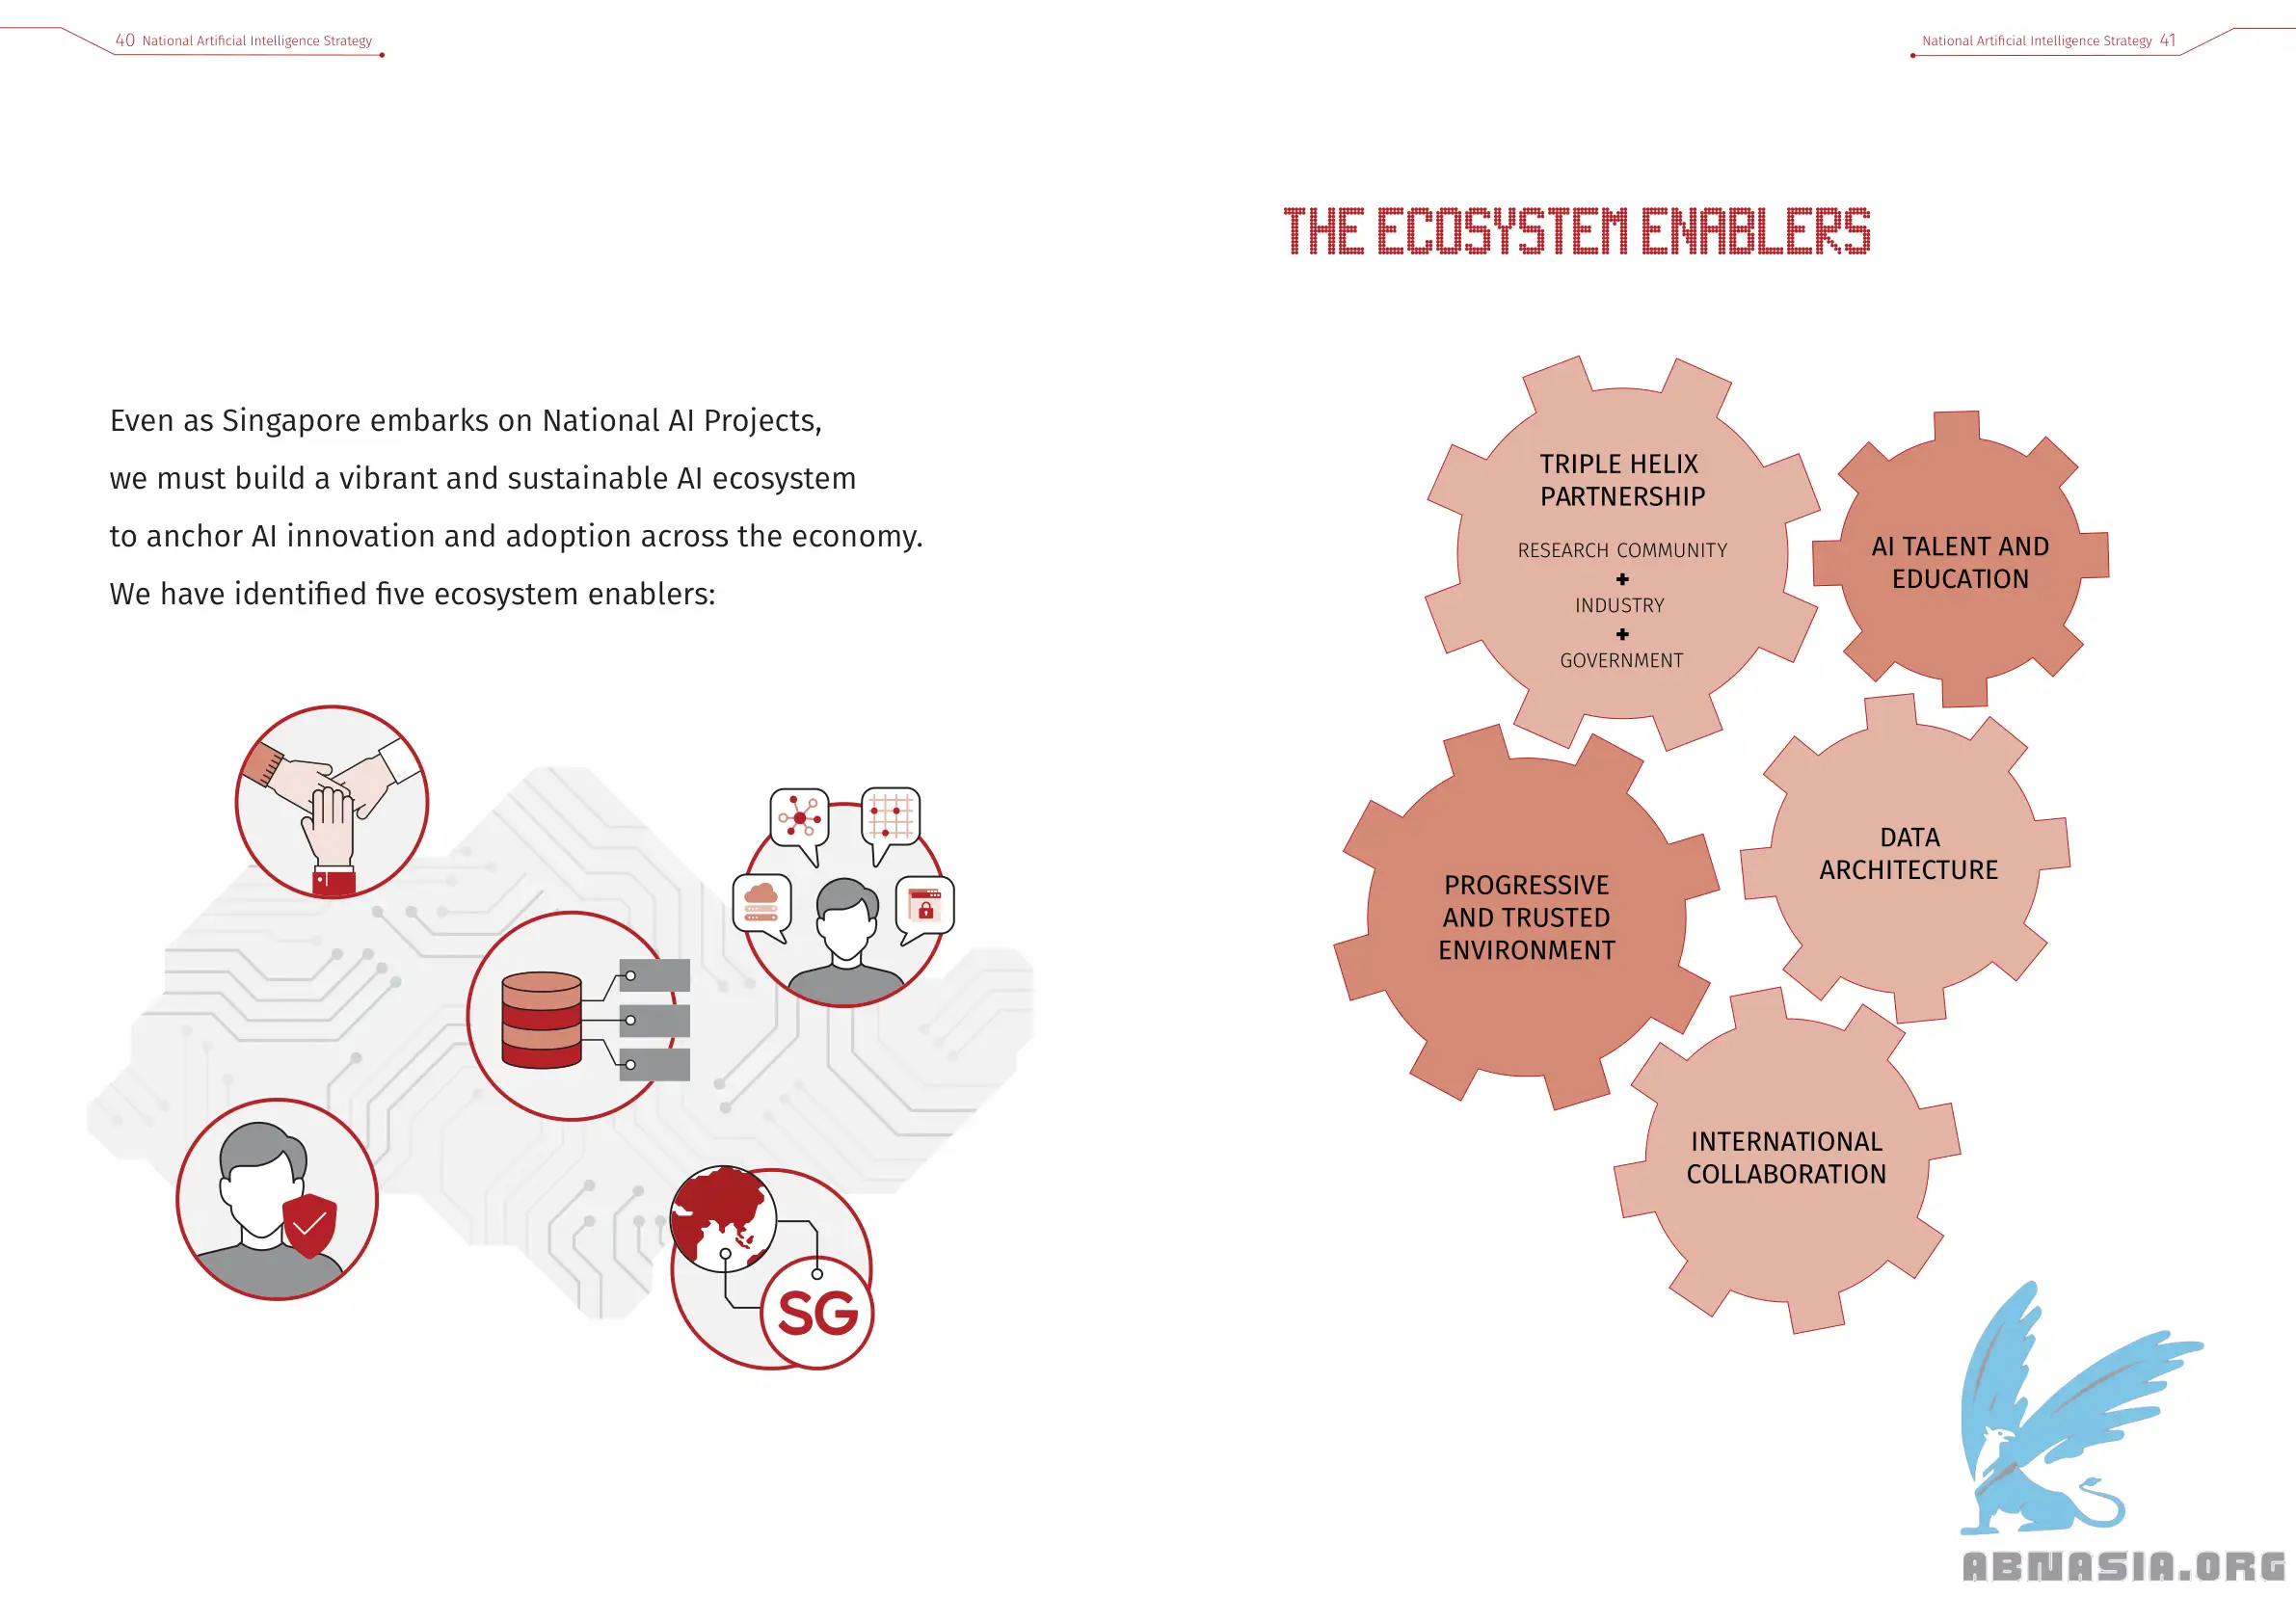 40 National Artificial Intelligence Strategy
Even as Singapore embarks on National AI Projects,
we must build a vibrant and sustainable AI ecosystem
to anchor AI innovation and adoption across the economy.
We have identified five ecosystem enablers:
SG
National Artificial Intelligence Strategy 41
THE ECOSYSTEM ENABLERS
TRIPLE HELIX
PARTNERSHIP
RESEARCH COMMUNITY
+
INDUSTRY
+
GOVERNMENT
AI TALENT AND
EDUCATION
PROGRESSIVE
AND TRUSTED
ENVIRONMENT
DATA
ARCHITECTURE
INTERNATIONAL
COLLABORATION
ABNASIA.ORG